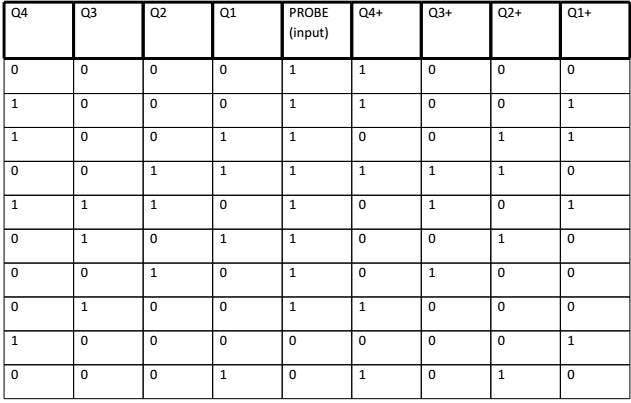 Q4 Q3 Q2 Q1 PROBE Q4+ Q3+ Q2+ Q1+
(input)
0 0 0 0 1 1 0 0 0
1 0 0 0 1 1 0 0 1
1 0 0 1 1 0 0 1 1
0 0 1 1 1 1 1 1 0
1 1 1 0 1 0 1 0 1
0 1 0 1 1 0 0 1 0
0 0 1 0 1 0 1 0 0
0 1 0 0 1 1 0 0 0
1 0 0 0 0 0 0 0 1
0 0 0 1 0 1 0 1 0